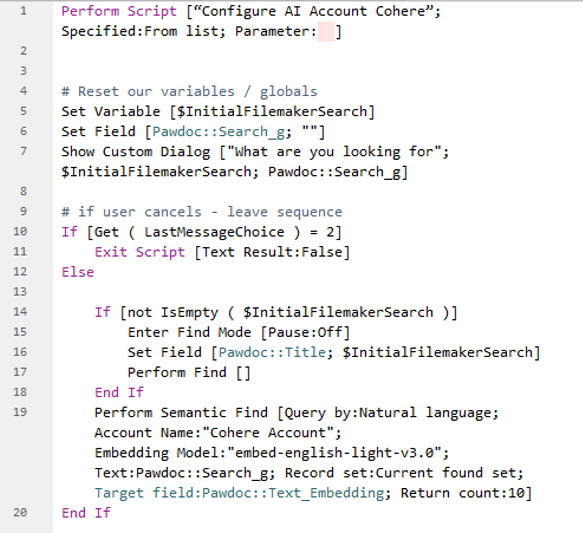 1 Perform Script [“Configure AI Account Cohere”;
Specified:From list; Parameter: ]
2
3
4 # Reset our variables / globals
5 Set Variable [$InitialFilemakerSearch]
6 Set Field [Pawdoc::Search_g; ""]
7 Show Custom Dialog ["What are you looking for";
$InitialFilemakerSearch; Pawdoc::Search_g]
8
9 # if user cancels - leave sequence
10 If [Get ( LastMessageChoice ) = 2]
11 Exit Script [Text Result:False]
12 Else
13
14 If [not IsEmpty ( $InitialFilemakerSearch )]
15 Enter Find Mode [Pause:Off]
16 Set Field [Pawdoc::Title; $InitialFilemakerSearch]
17 Perform Find []
18 End If
19 Perform Semantic Find [Query by:Natural language;
Account Name:"Cohere Account";
Embedding Model:"embed-english-light-v3.0";
Text:Pawdoc::Search_g; Record set:Current found set;
Target field:Pawdoc::Text_Embedding; Return count:10]
20 End If